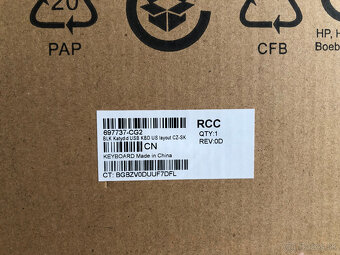 20
PAP
CFB
HP, H
Boeb
697737-CG2
BLK Katydid USB KBD US layout CZ-SK
CN
KEYBOARD Made in China
CT: BGBZV0DUUF7DFL
RCC
QTY:1
REV:0D